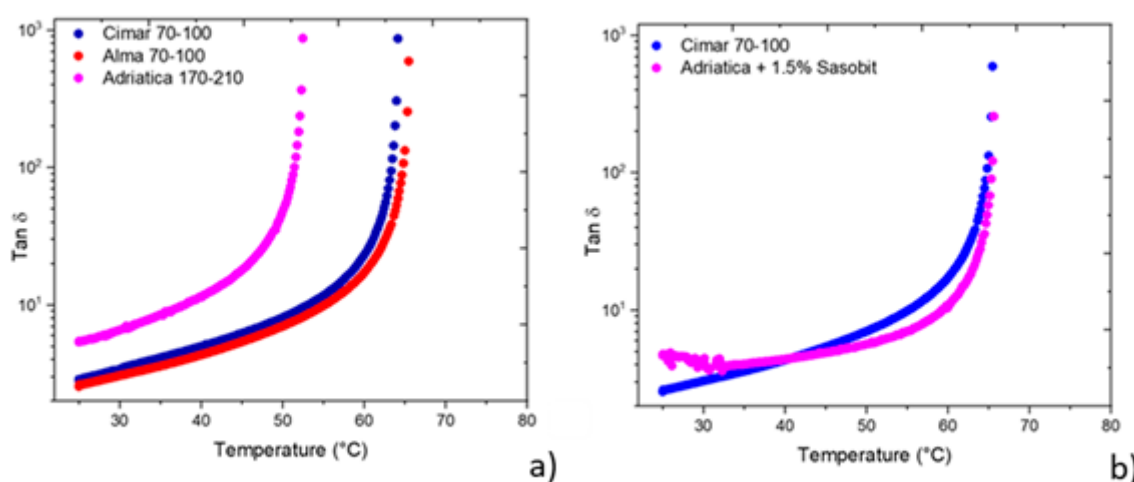 Cimar 70-100
Alma 70-100
Adriatica 170-210
10³
10²
10¹
Tan δ
30 40 50 60 70 80
Temperature (°C)
a)
Cimar 70-100
Adriatica + 1.5% Sasobit
10³
10²
10¹
Tan δ
30 40 50 60 70 80
Temperature (°C)
b)